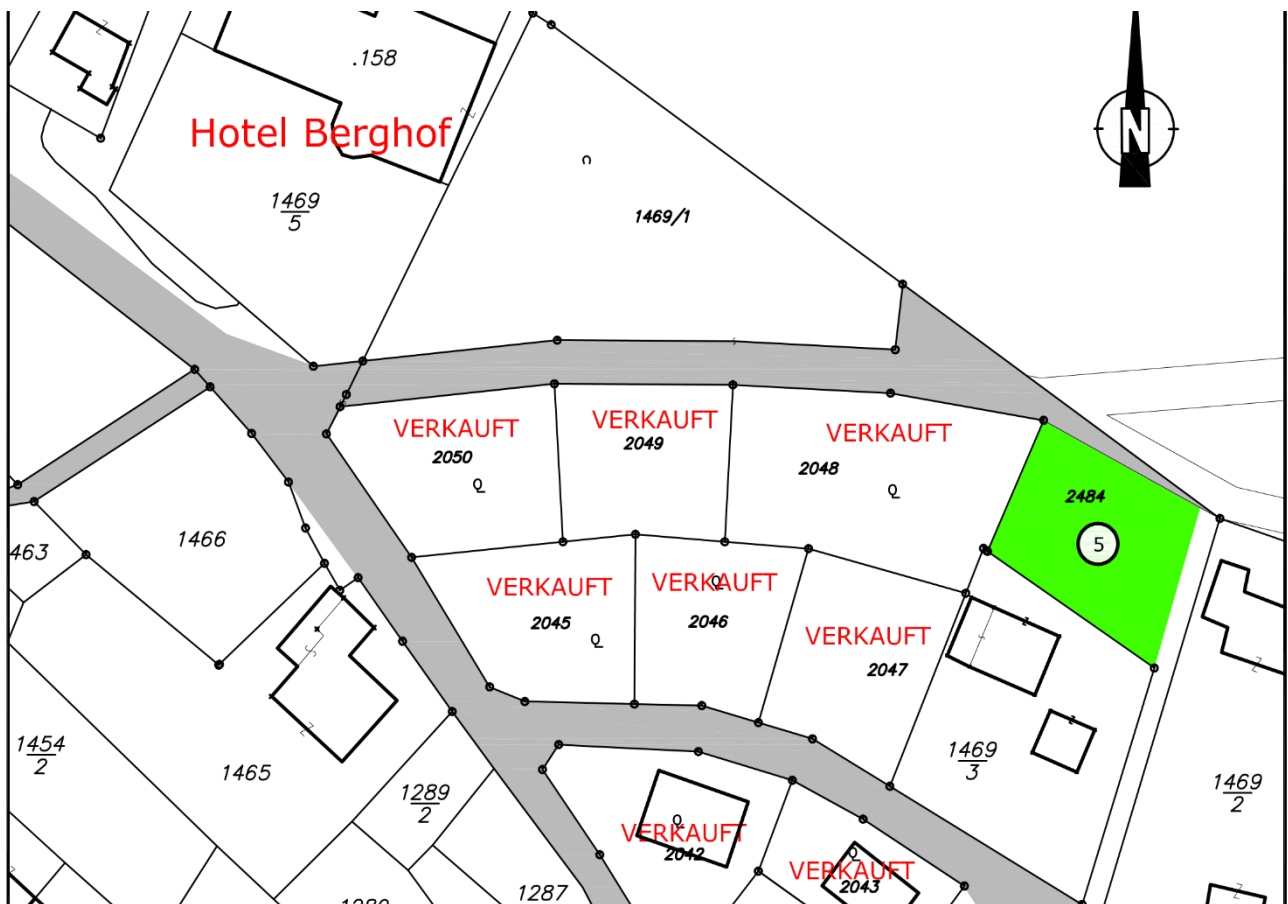 .158
Hotel Berghof
N
1469
5
1469/1
VERKAUFT
2050
VERKAUFT
2049
VERKAUFT
2048
2484
5
463
1466
VERKAUFT
2045
VERKAUFT
2046
VERKAUFT
2047
1454
2
1465
1289
2
1469
3
1469
2
VERKAUFT
2042
VERKAUFT
2043
1287